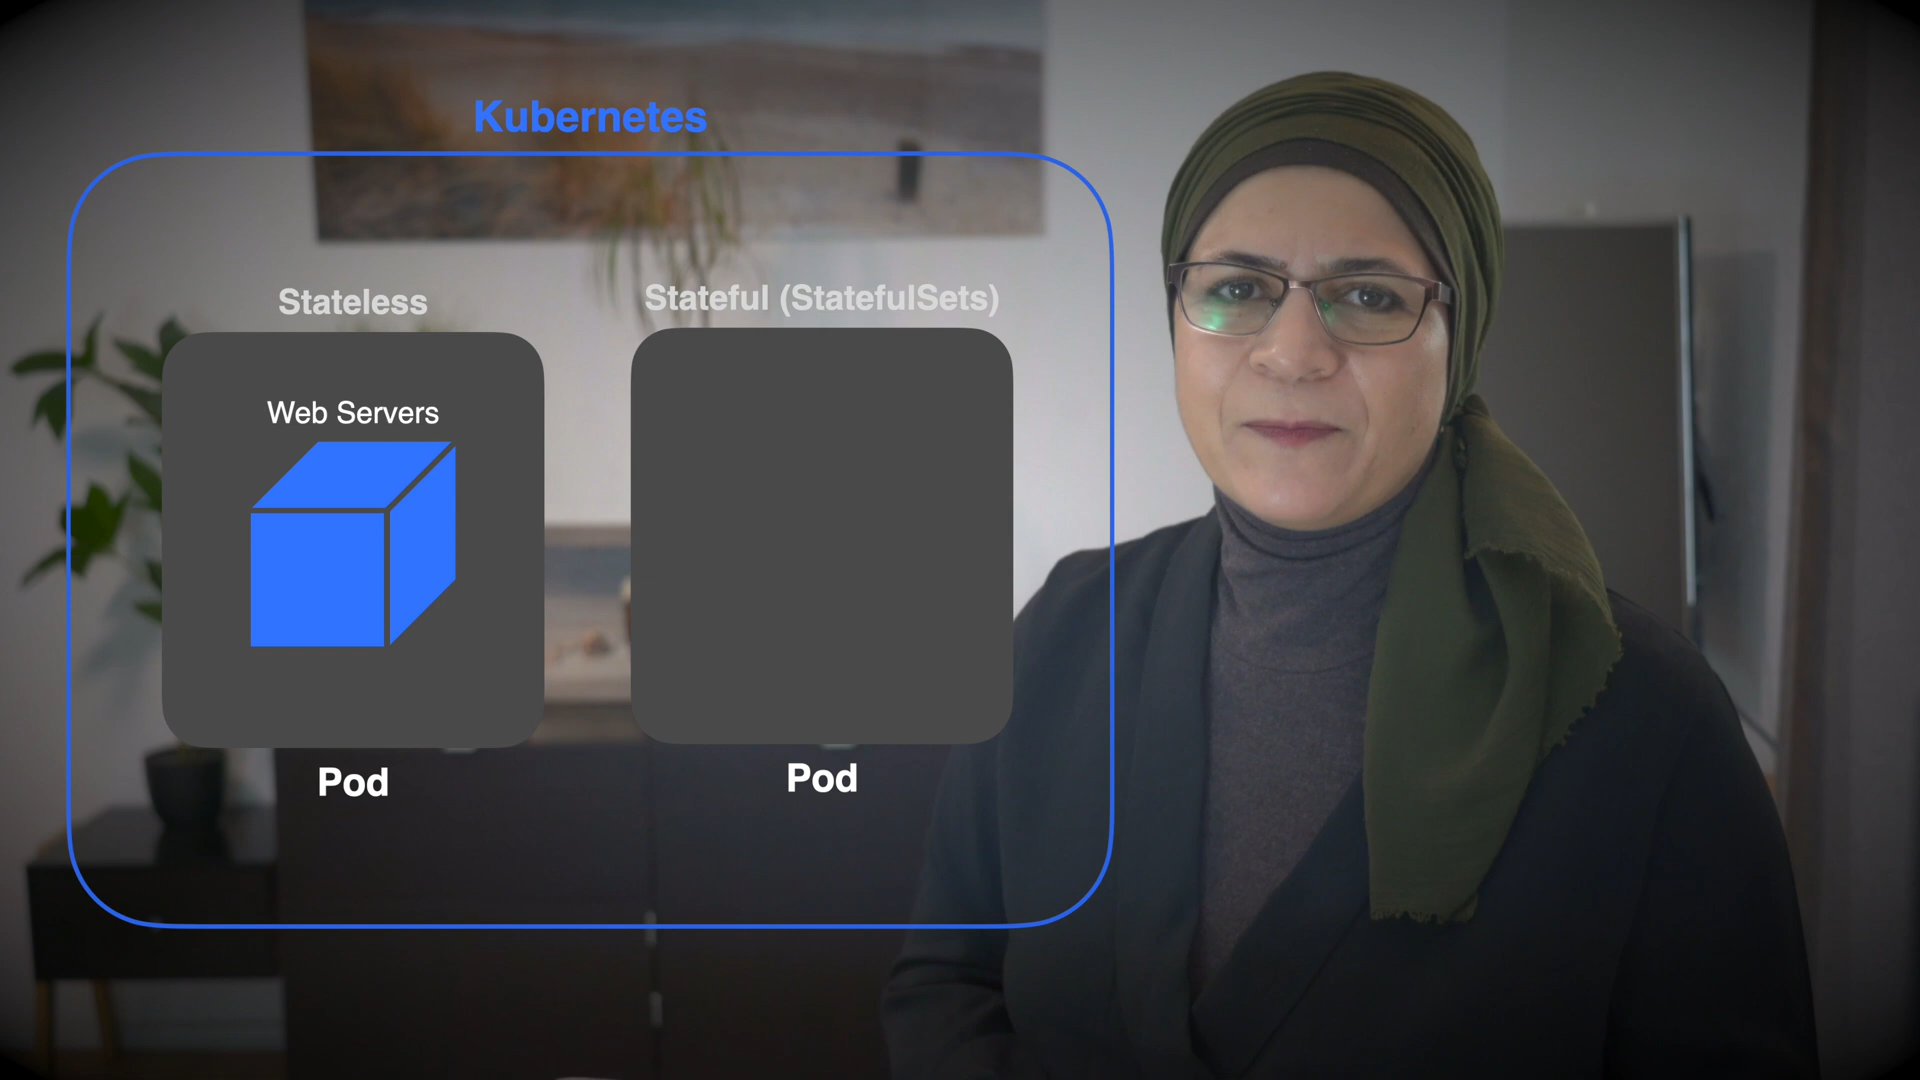 Kubernetes
Stateless
Stateful (StatefulSets)
Web Servers
Pod
Pod